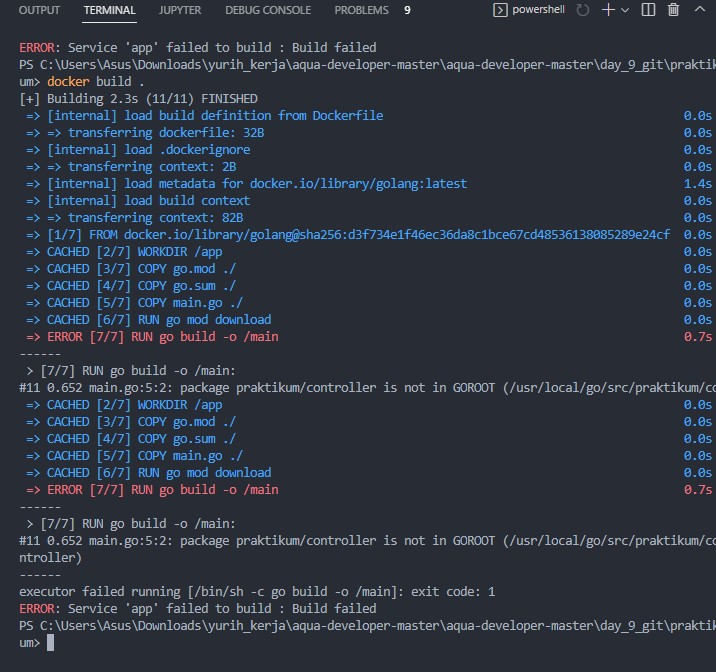 OUTPUT TERMINAL JUPYTER DEBUG CONSOLE PROBLEMS 9 powershell
ERROR: Service 'app' failed to build : Build failed
PS C:\Users\Asus\Downloads\yurih_kerja\aqua-developer-master\aqua-developer-master\day_9_git\praktik
um> docker build .
[+] Building 2.3s (11/11) FINISHED
=> [internal] load build definition from Dockerfile 0.0s
=> => transferring dockerfile: 32B 0.0s
=> [internal] load .dockerignore 0.0s
=> => transferring context: 2B 0.0s
=> [internal] load metadata for docker.io/library/golang:latest 1.4s
=> [internal] load build context 0.0s
=> => transferring context: 82B 0.0s
=> [1/7] FROM docker.io/library/golang@sha256:d3f734e1f46ec36da8c1bce67cd48536138085289e24cf 0.0s
=> CACHED [2/7] WORKDIR /app 0.0s
=> CACHED [3/7] COPY go.mod ./ 0.0s
=> CACHED [4/7] COPY go.sum ./ 0.0s
=> CACHED [5/7] COPY main.go ./ 0.0s
=> CACHED [6/7] RUN go mod download 0.0s
=> ERROR [7/7] RUN go build -o /main 0.7s
------
> [7/7] RUN go build -o /main:
#11 0.652 main.go:5:2: package praktikum/controller is not in GOROOT (/usr/local/go/src/praktikum/co
=> CACHED [2/7] WORKDIR /app 0.0s
=> CACHED [3/7] COPY go.mod ./ 0.0s
=> CACHED [4/7] COPY go.sum ./ 0.0s
=> CACHED [5/7] COPY main.go ./ 0.0s
=> CACHED [6/7] RUN go mod download 0.0s
=> ERROR [7/7] RUN go build -o /main 0.7s
------
> [7/7] RUN go build -o /main:
#11 0.652 main.go:5:2: package praktikum/controller is not in GOROOT (/usr/local/go/src/praktikum/co
ntroller)
------
executor failed running [/bin/sh -c go build -o /main]: exit code: 1
ERROR: Service 'app' failed to build : Build failed
PS C:\Users\Asus\Downloads\yurih_kerja\aqua-developer-master\aqua-developer-master\day_9_git\praktik
um>